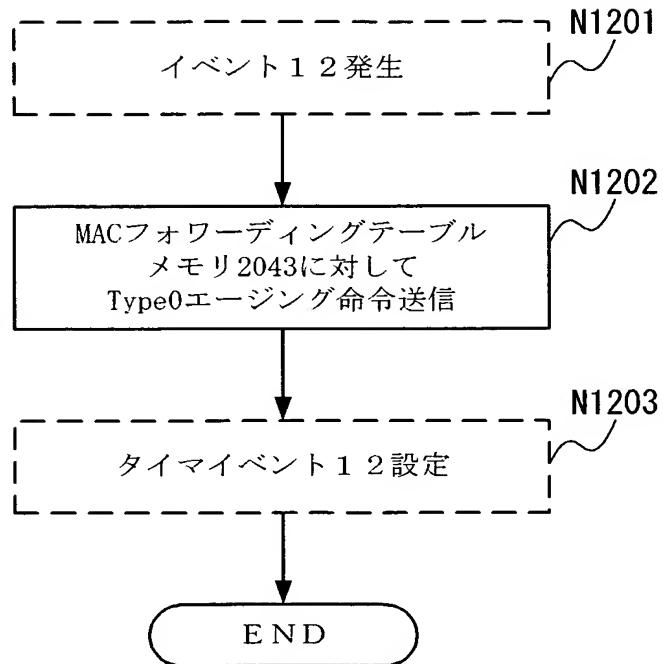 N1201
イベント１２発生
N1202
MACフォワーディングテーブル
メモリ2043に対して
Type0エージング命令送信
N1203
タイマイベント１２設定
ＥＮＤ